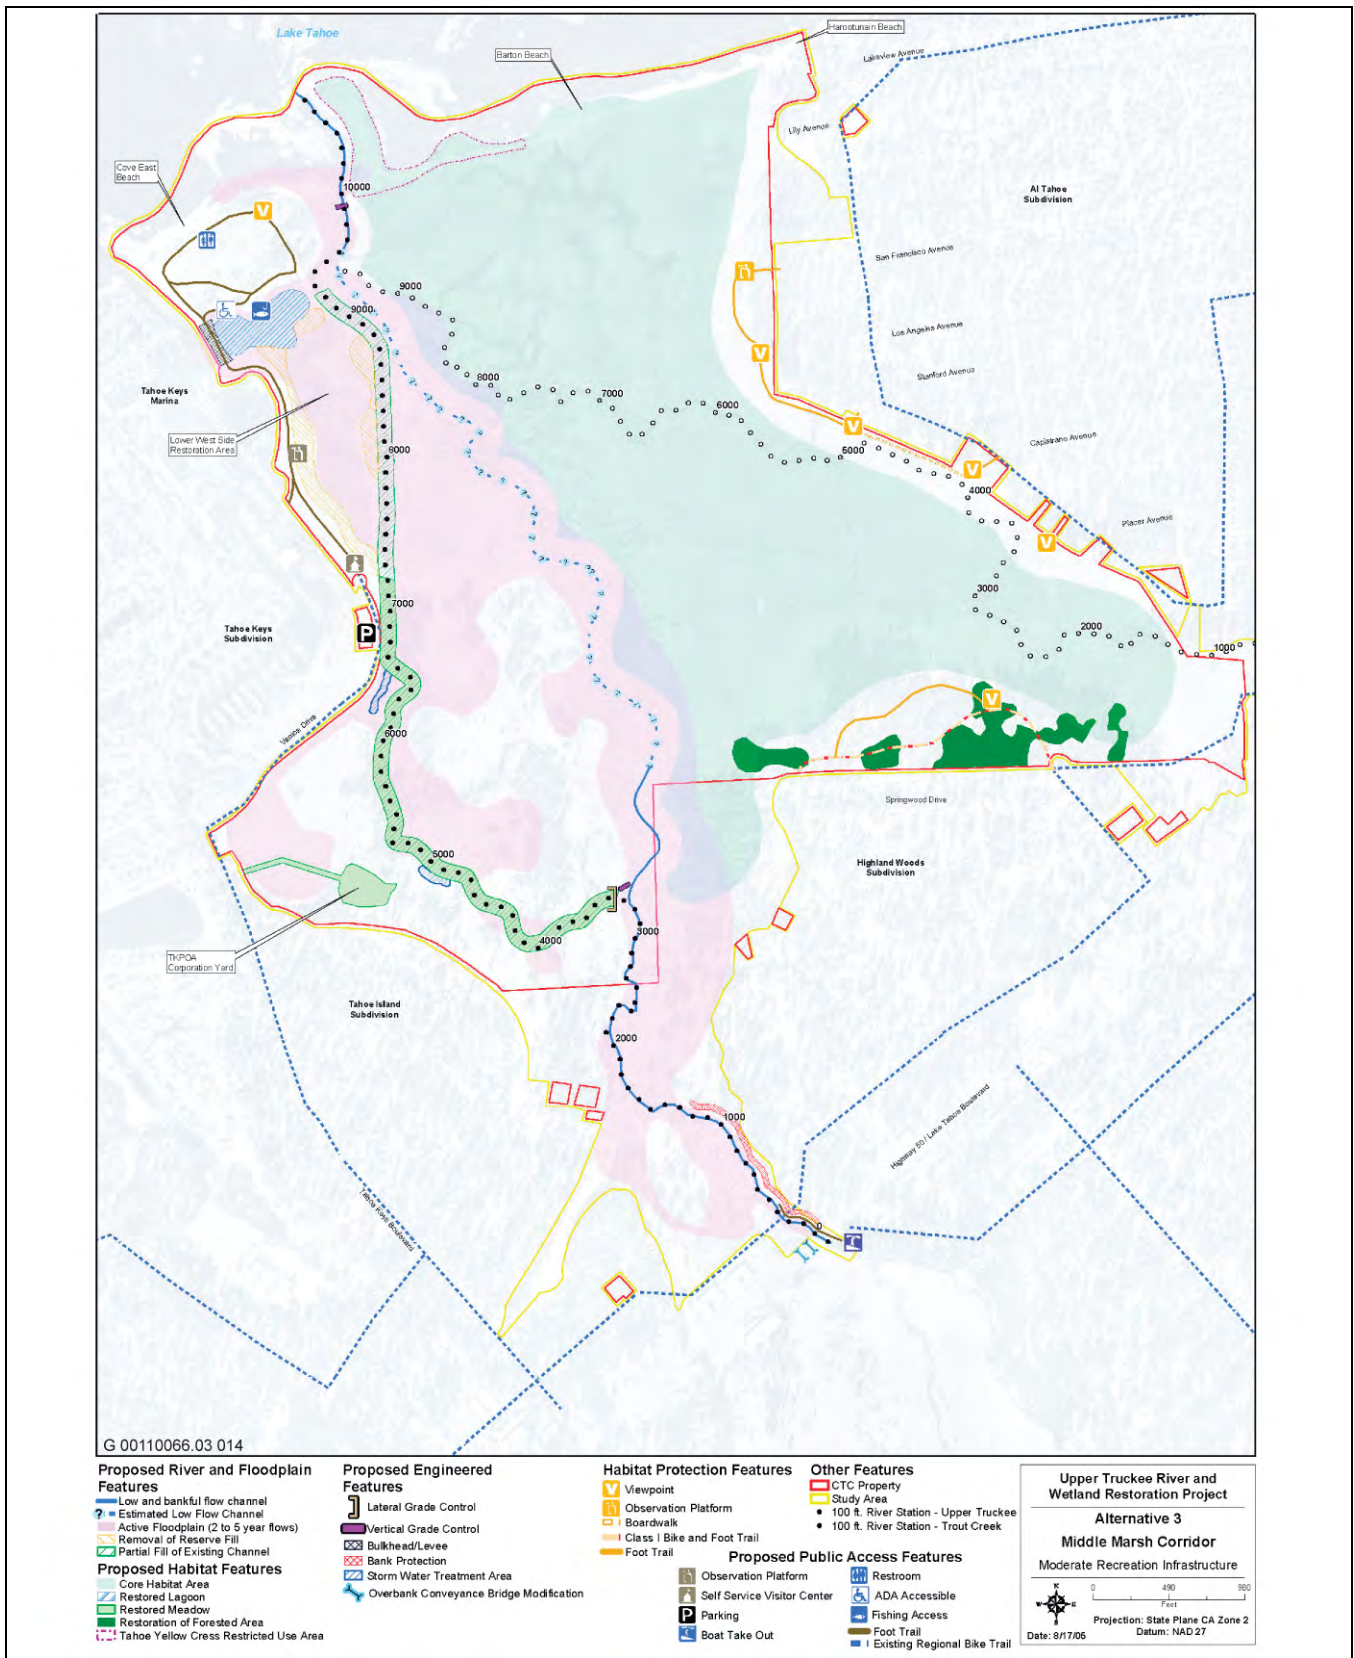 Lake Tahoe
Harootunain Beach
Barton Beach
Lakeview Avenue
Lily Avenue
Cove East
Beach
10000
Al Tahoe
Subdivision
San Francisco Avenue
9000
9000
Los Angeles Avenue
8000
Stanford Avenue
Tahoe Keys
Marina
7000
6000
Lower West Side
Restoration Area
8000
5000
Capistrano Avenue
4000
Placer Avenue
3000
7000
P
Tahoe Keys
Subdivision
2000
1000
Venice Drive
6000
Springwood Drive
5000
Highland Woods
Subdivision
3000
4000
TKPOA
Corporation Yard
Tahoe Island
Subdivision
2000
1000
Highway 50 / Lake Tahoe Boulevard
Tahoe Keys Boulevard
0
G 00110066.03 014
Proposed River and Floodplain
Features
Low and bankful flow channel
Estimated Low Flow Channel
Active Floodplain (2 to 5 year flows)
Removal of Reserve Fill
Partial Fill of Existing Channel
Proposed Habitat Features
Core Habitat Area
Restored Lagoon
Restored Meadow
Restoration of Forested Area
Tahoe Yellow Cress Restricted Use Area
Proposed Engineered
Features
Lateral Grade Control
Vertical Grade Control
Bulkhead/Levee
Bank Protection
Storm Water Treatment Area
Overbank Conveyance Bridge Modification
Habitat Protection Features
V Viewpoint
Observation Platform
Boardwalk
Class I Bike and Foot Trail
Foot Trail
Other Features
CTC Property
Study Area
100 ft. River Station - Upper Truckee
100 ft. River Station - Trout Creek
Proposed Public Access Features
Observation Platform
Self Service Visitor Center
P Parking
Boat Take Out
Restroom
ADA Accessible
Fishing Access
Foot Trail
Existing Regional Bike Trail
Upper Truckee River and
Wetland Restoration Project
Alternative 3
Middle Marsh Corridor
Moderate Recreation Infrastructure
0 490 980
Feet
Projection: State Plane CA Zone 2
Datum: NAD 27
Date: 8/17/05